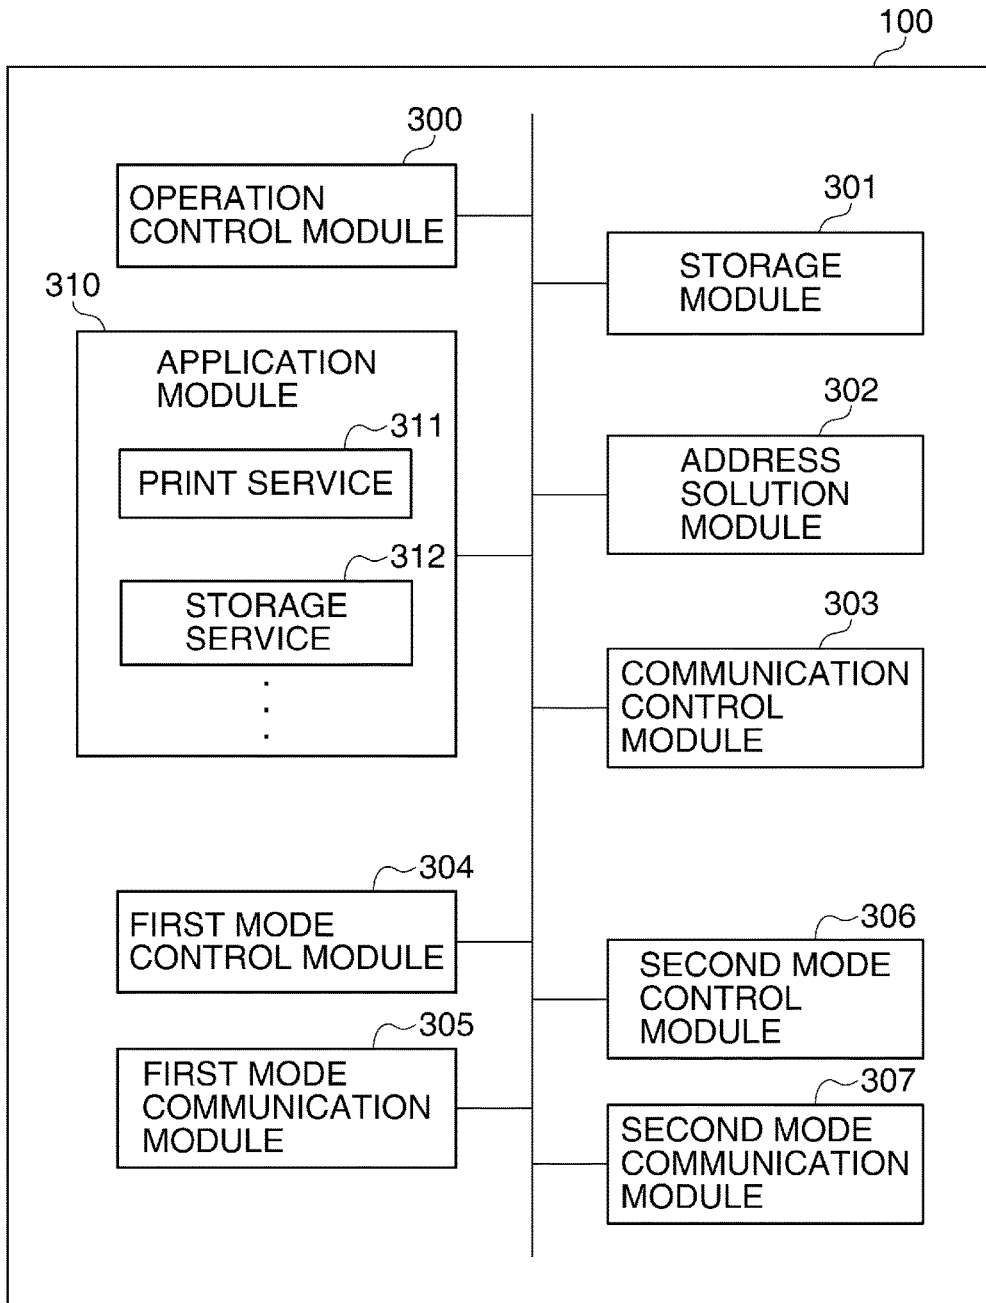 100
300
OPERATION
CONTROL MODULE
301
STORAGE
MODULE
310
APPLICATION
MODULE
311
PRINT SERVICE
312
STORAGE
SERVICE
302
ADDRESS
SOLUTION
MODULE
303
COMMUNICATION
CONTROL
MODULE
304
FIRST MODE
CONTROL MODULE
305
FIRST MODE
COMMUNICATION
MODULE
306
SECOND MODE
CONTROL
MODULE
307
SECOND MODE
COMMUNICATION
MODULE